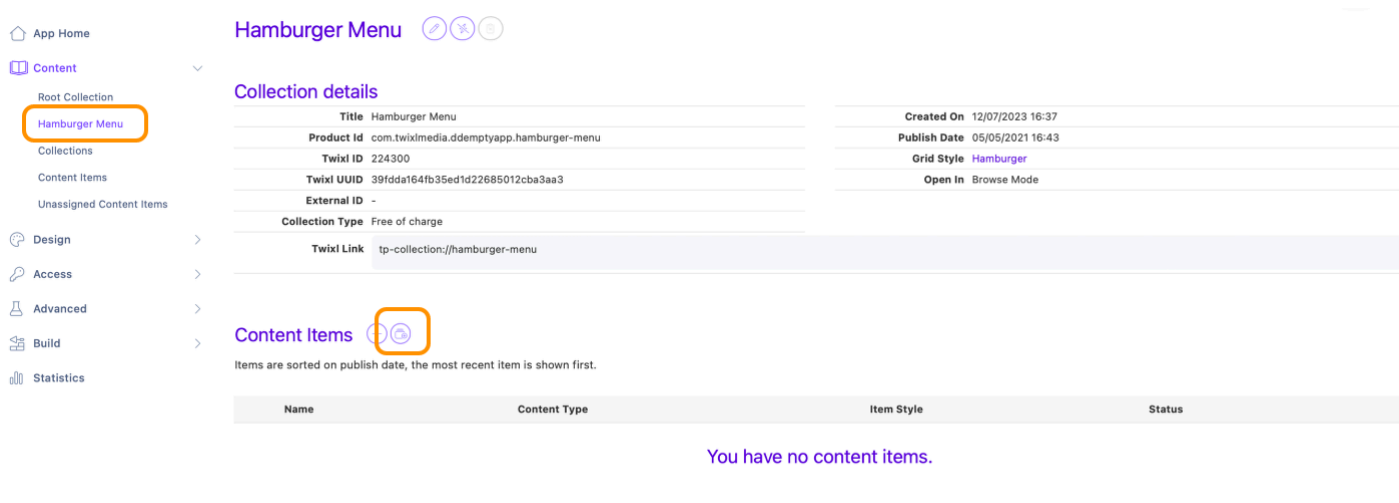 App Home
Content
Root Collection
Hamburger Menu
Collections
Content Items
Unassigned Content Items
Design
Access
Advanced
Build
Statistics
Hamburger Menu
Collection details
Title Hamburger Menu
Product Id com.twixlmedia.ddemptyapp.hamburger-menu
Twixl ID 224300
Twixl UUID 39fdda164fb35ed1d22685012cba3aa3
External ID -
Collection Type Free of charge
Twixl Link tp-collection://hamburger-menu
Created On 12/07/2023 16:37
Publish Date 05/05/2021 16:43
Grid Style Hamburger
Open In Browse Mode
Content Items
Items are sorted on publish date, the most recent item is shown first.
Name Content Type Item Style Status
You have no content items.